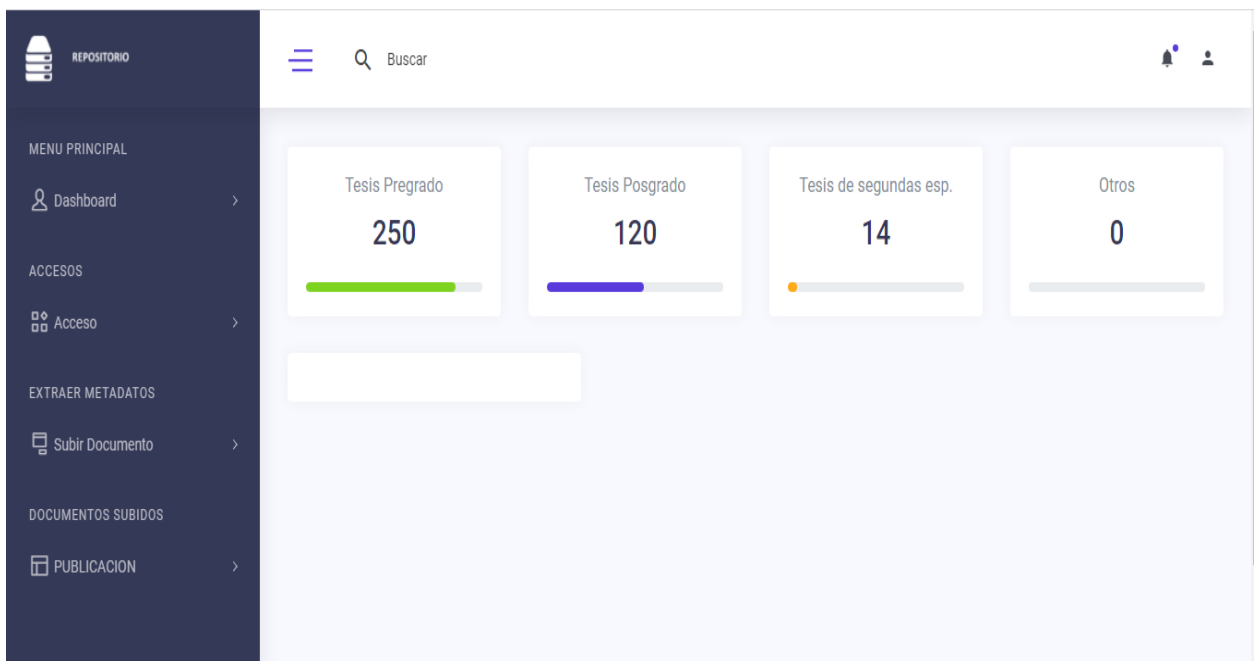 REPOSITORIO
Buscar
MENU PRINCIPAL
Dashboard
ACCESOS
Acceso
EXTRAER METADATOS
Subir Documento
DOCUMENTOS SUBIDOS
PUBLICACION
Tesis Pregrado
250
Tesis Posgrado
120
Tesis de segundas esp.
14
Otros
0